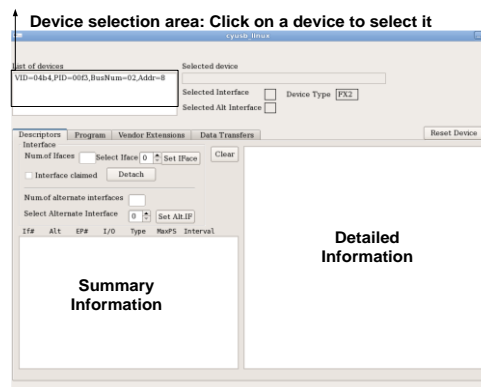 Device selection area: Click on a device to select it
cyusb_linux
List of devices
Selected device
VID=04b4,PID=00f3,BusNum=02,Addr=8
Selected Interface
Device Type FX2
Selected Alt Interface
Descriptors Program Vendor Extensions Data Transfers
Reset Device
Interface
Num.of Ifaces Select Iface 0 Set IFace
Clear
Interface claimed Detach
Num.of alternate interfaces
Select Alternate Interface 0 Set Alt.IF
If# Alt EP# I/O Type MaxPS Interval
Detailed
Information
Summary
Information